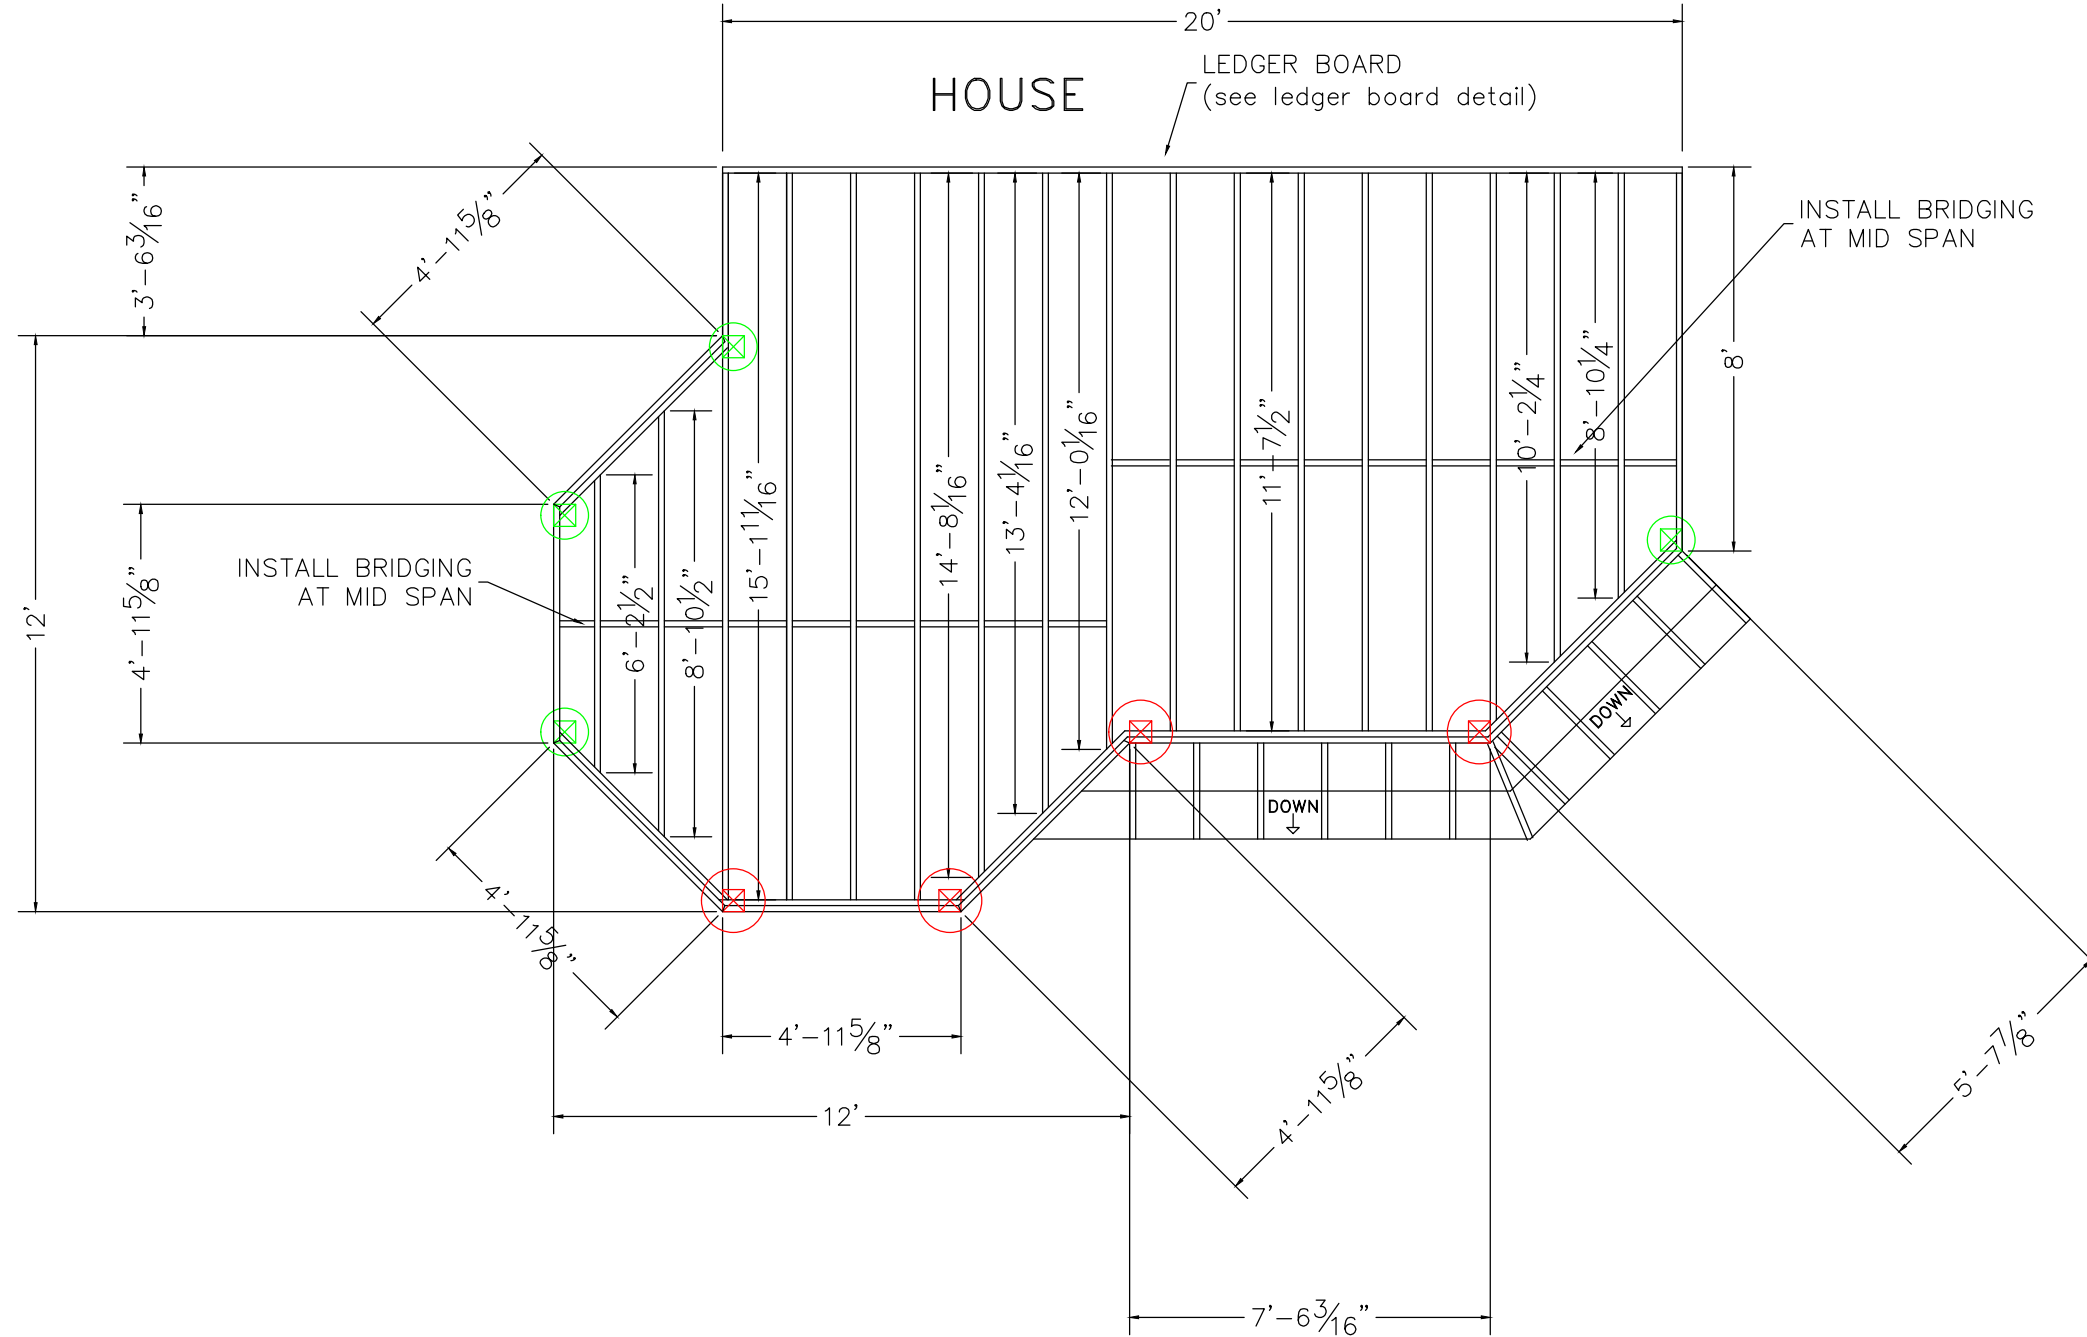 20'
HOUSE
LEDGER BOARD
(see ledger board detail)
INSTALL BRIDGING
AT MID SPAN
3'-6 3/16"
4'-11 5/8"
8'
12'
4'-11 5/8"
INSTALL BRIDGING
AT MID SPAN
6'-2 1/2"
8'-10 1/2"
15'-1 11/16"
14'-8 1/16"
13'-4 1/16"
12'-0 1/16"
11'-7 1/2"
10'-2 1/4"
8'-10 1/4"
DOWN
DOWN
4'-11 5/8"
4'-11 5/8"
12'
4'-11 5/8"
5'-7 7/8"
7'-6 3/16"